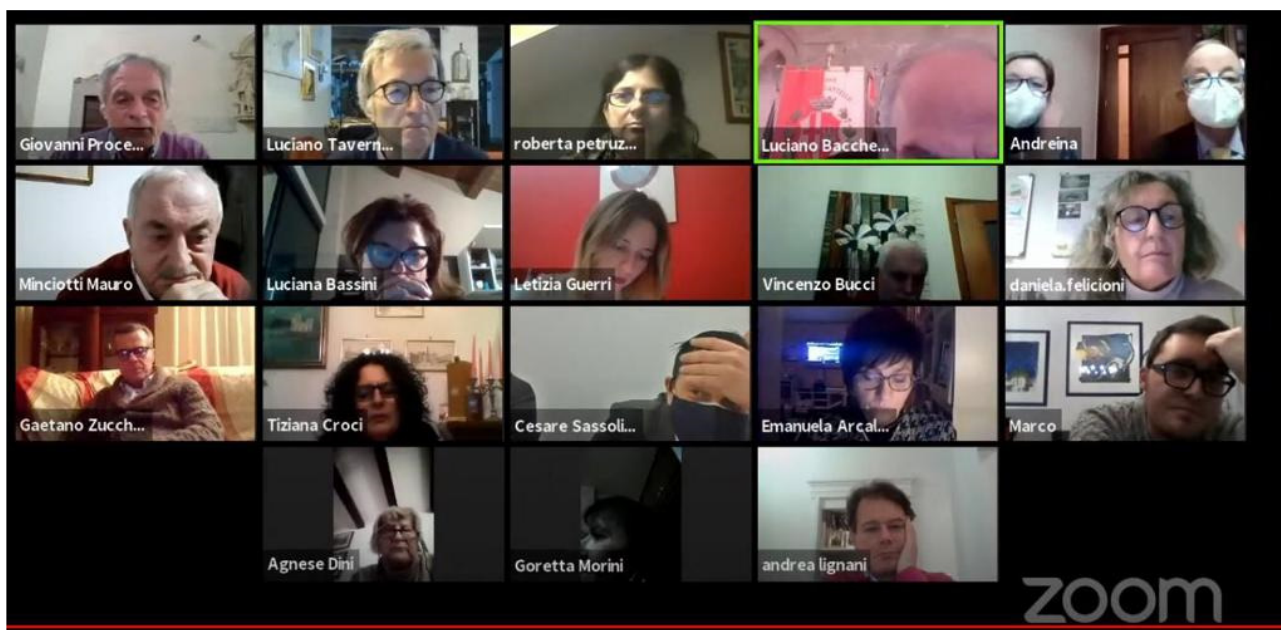 Giovanni Proce...
Luciano Tavern...
roberta petruz...
Luciano Bacche...
Andreina
Minciotti Mauro
Luciana Bassini
Letizia Guerri
Vincenzo Bucci
daniela.felicioni
Gaetano Zucch...
Tiziana Croci
Cesare Sassoli...
Emanuela Arcal...
Marco
Agnese Dini
Goretta Morini
andrea lignani
zoom